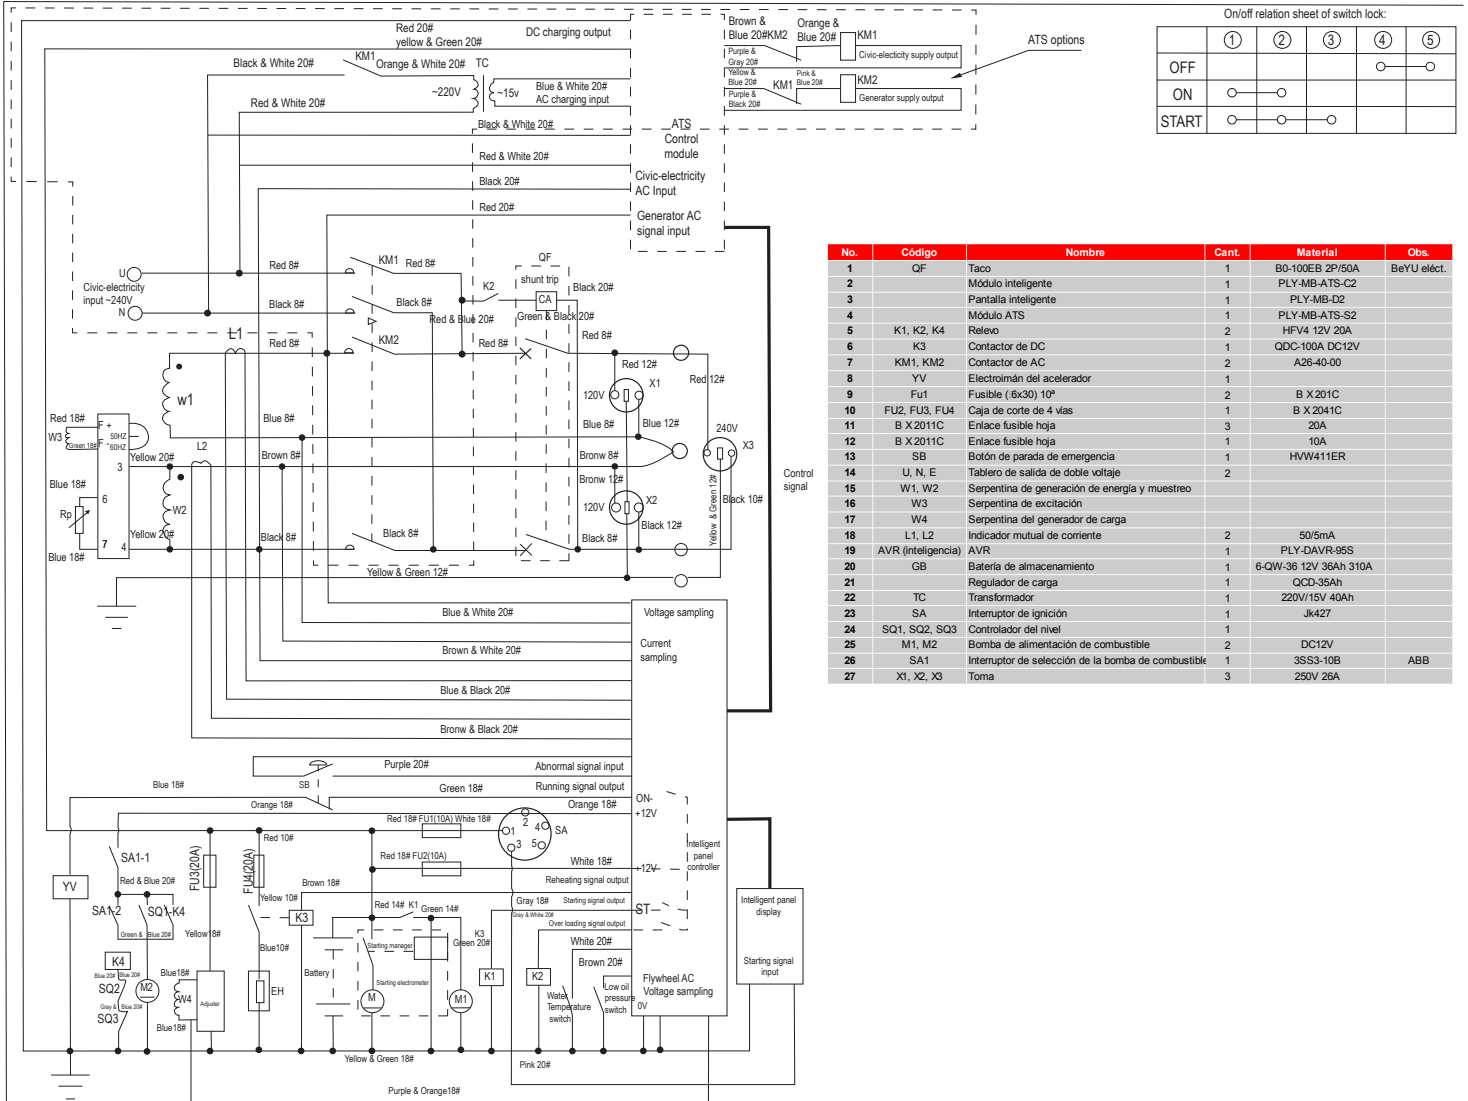 Red 20#
yellow & Green 20#
DC charging output
Black & White 20#
KM1
Orange & White 20#
TC
~220V
~15v
Blue & White 20#
AC charging input
Red & White 20#
Black & White 20#
Red & White 20#
Black 20#
Red 20#
ATS
Control
module
Civic-electricity
AC Input
Generator AC
signal input
Brown &
Blue 20#KM2
Orange &
Blue 20#
KM1
Purple &
Gray 20#
Civic-electicity supply output
Yellow &
Blue 20#
KM1
Pink &
Blue 20#
KM2
Purple &
Black 20#
Generator supply output
ATS options
On/off relation sheet of switch lock:
1 2 3 4 5
OFF
ON
START
U
Civic-electricity
input ~240V
N
Red 8#
KM1
Red 8#
Black 8#
Black 8#
Red & Blue 20#
L1
Red 8#
KM2
Red 8#
K2
QF
shunt trip
CA
Black 20#
Green & Black 20#
Red 8#
Red 12#
Red 12#
X1
120V
Blue 8#
Blue 12#
240V
X3
w1
Blue 8#
Red 18#
W3
Green 18#
F +
F -
50HZ
60HZ
L2
Yellow 20#
3
Brown 8#
Bronw 8#
Bronw 12#
Blue 18#
6
Rp
W2
X2
120V
Black 12#
Black 10#
Yellow & Green 12#
Yellow 20#
7
4
Blue 18#
Black 8#
Black 8#
Black 8#
Yellow & Green 12#
Control
signal
No. Código Nombre Cant. Material Obs.
1 QF Taco 1 B0-100EB 2P/50A BeYU eléct.
2 Módulo inteligente 1 PLY-MB-ATS-C2
3 Pantalla inteligente 1 PLY-MB-D2
4 Módulo ATS 1 PLY-MB-ATS-S2
5 K1, K2, K4 Relevo 2 HFV4 12V 20A
6 K3 Contactor de DC 1 QDC-100A DC12V
7 KM1, KM2 Contactor de AC 2 A26-40-00
8 YV Electroimán del acelerador 1
9 Fu1 Fusible (6x30) 10ª 2 B X 201C
10 FU2, FU3, FU4 Caja de corte de 4 vías 1 B X 2041C
11 B X 2011C Enlace fusible hoja 3 20A
12 B X 2011C Enlace fusible hoja 1 10A
13 SB Botón de parada de emergencia 1 HVW411ER
14 U, N, E Tablero de salida de doble voltaje 2
15 W1, W2 Serpentina de generación de energía y muestreo
16 W3 Serpentina de excitación
17 W4 Serpentina del generador de carga
18 L1, L2 Indicador mutual de corriente 2 50/5mA
19 AVR (inteligencia) AVR 1 PLY-DAVR-95S
20 GB Batería de almacenamiento 1 6-QW-36 12V 36Ah 310A
21 Regulador de carga 1 QCD-35Ah
22 TC Transformador 1 220V/15V 40Ah
23 SA Interruptor de ignición 1 Jk427
24 SQ1, SQ2, SQ3 Controlador del nivel 1
25 M1, M2 Bomba de alimentación de combustible 2 DC12V
26 SA1 Interruptor de selección de la bomba de combustible 1 3SS3-10B ABB
27 X1, X2, X3 Toma 3 250V 26A
Blue & White 20#
Voltage sampling
Brown & White 20#
Current
sampling
Blue & Black 20#
Bronw & Black 20#
Purple 20#
Abnormal signal input
SB
Blue 18#
Green 18#
Running signal output
Orange 18#
Orange 18#
ON-
+12V
Red 18# FU1(10A) White 18#
1
2
3
4
5
SA
Red 10#
Red 18# FU2(10A)
White 18#
+12V
Intelligent
panel
controller
SA1-1
FU3(20A)
FU4(20A)
Reheating signal output
YV
Red & Blue 20#
Brown 18#
Yellow 10#
Gray 18#
Starting signal output
Gray & White 20#
ST
SA1-2
SQ1-K4
K3
Red 14# K1
Green 14#
Over loading signal output
Green & Blue 20#
Yellow18#
Blue10#
Starting manager
K3
Green 20#
White 20#
Brown 20#
K4
Blue 20# Blue 20#
SQ2
M2
Blue18#
W4
Adjuster
EH
Battery
Starting electrometer
M
M1
K1
K2
Water
Temperature
switch
Low oil
pressure
switch
Flywheel AC
Voltage sampling
0V
Grey & Blue 20#
SQ3
Blue18#
Intelligent panel
display
Starting signal
input
Yellow & Green 18#
Pink 20#
Purple & Orange18#